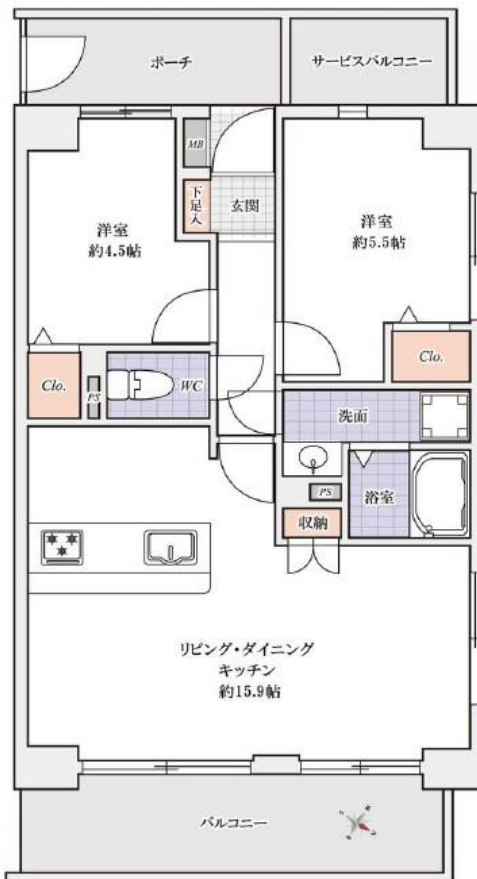 ポーチ
サービスバルコニー
MB
下足入
玄関
洋室
約4.5帖
洋室
約5.5帖
Clo.
PS
WC
Clo.
洗面
PS
浴室
収納
リビング・ダイニング
キッチン
約15.9帖
バルコニー